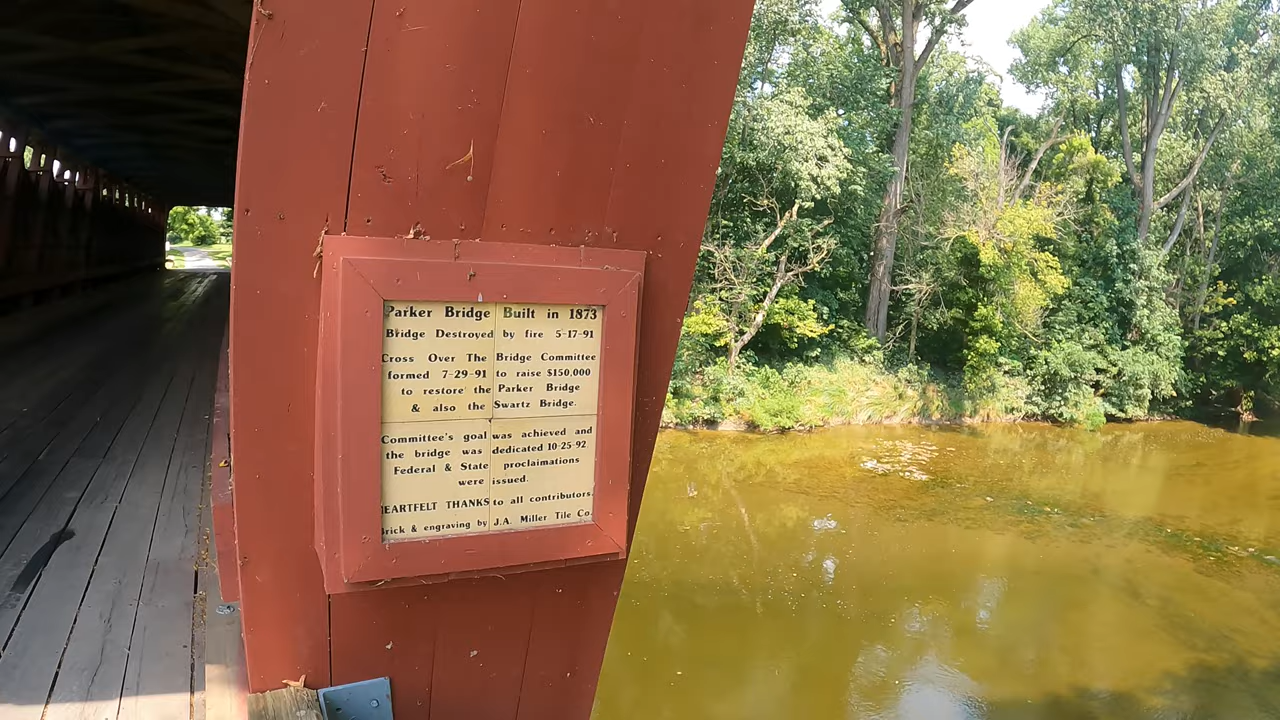 Parker Bridge Built in 1873
Bridge Destroyed by fire 5-17-91
Cross Over The Bridge Committee
formed 7-29-91 to raise $150,000
to restore the Parker Bridge
& also the Swartz Bridge.
Committee's goal was achieved and
the bridge was dedicated 10-25-92
Federal & State proclaimations
were issued.
HEARTFELT THANKS to all contributors.
Brick & engraving by J.A. Miller Tile Co.